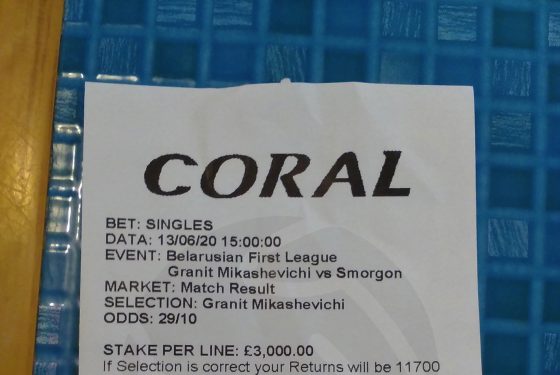 CORAL
BET: SINGLES
DATA: 13/06/20 15:00:00
EVENT: Belarusian First League
Granit Mikashevichi vs Smorgon
MARKET: Match Result
SELECTION: Granit Mikashevichi
ODDS: 29/10
STAKE PER LINE: £3,000.00
If Selection is correct your Returns will be 11700